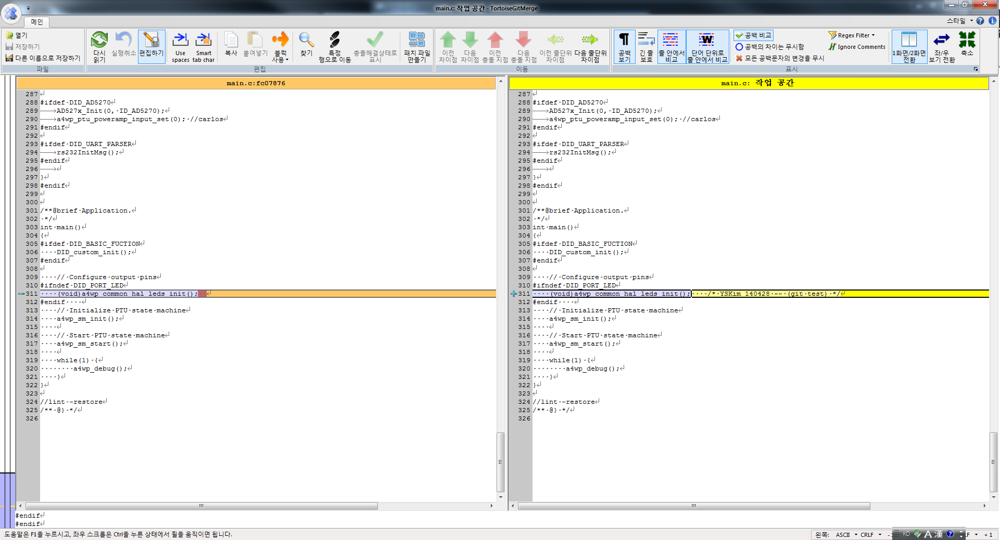 main.c: 작업 공간 - TortoiseGitMerge
메인
스타일
열기
저장하기
다른 이름으로 저장하기
파일
다시 읽기
실행취소
편집하기
Use spaces
Smart tab char
복사
붙여넣기
블럭 사용
찾기
특정 행으로 이동
충돌해결상태로 표시
패치 파일 만들기
편집
이전 차이점
다음 차이점
이전 충돌 지점
다음 충돌 지점
이전 줄단위 차이점
다음 줄단위 차이점
이동
공백 보기
긴 줄 보호
줄 안에서 비교
단어 단위로 줄 안에서 비교
공백 비교
공백의 차이는 무시함
모든 공백문자의 변경을 무시
Regex Filter
Ignore Comments
1화면/2화면 전환
좌/우 보기 전환
축소
표시
main.c:fc07876
287
288 #ifdef DID_AD5270
289 AD527x_Init(0, ID_AD5270);
290 a4wp_ptu_poweramp_input_set(0); //carlos
291 #endif
292
293 #ifdef DID_UART_PARSER
294 rs232InitMsg();
295 #endif
296
297 }
298 #endif
299
300
301 /**@brief Application.
302  */
303 int main()
304 {
305 #ifdef DID_BASIC_FUCTION
306     DID_custom_init();
307 #endif
308
309     // Configure output pins
310 #ifndef DID_PORT_LED
311     (void)a4wp_common_hal_leds_init();
312 #endif
313     // Initialize PTU state machine
314     a4wp_sm_init();
315
316     // Start PTU state machine
317     a4wp_sm_start();
318
319     while(1) {
320         a4wp_debug();
321     }
322 }
323
324 //lint -restore
325 /** @} */
326
main.c: 작업 공간
287
288 #ifdef DID_AD5270
289 AD527x_Init(0, ID_AD5270);
290 a4wp_ptu_poweramp_input_set(0); //carlos
291 #endif
292
293 #ifdef DID_UART_PARSER
294 rs232InitMsg();
295 #endif
296
297 }
298 #endif
299
300
301 /**@brief Application.
302  */
303 int main()
304 {
305 #ifdef DID_BASIC_FUCTION
306     DID_custom_init();
307 #endif
308
309     // Configure output pins
310 #ifndef DID_PORT_LED
311     (void)a4wp_common_hal_leds_init();    /* YSKim 140428 -- (git test) */
312 #endif
313     // Initialize PTU state machine
314     a4wp_sm_init();
315
316     // Start PTU state machine
317     a4wp_sm_start();
318
319     while(1) {
320         a4wp_debug();
321     }
322 }
323
324 //lint -restore
325 /** @} */
326
#endif
#endif
도움말은 F1을 누르시고, 좌우 스크롤은 Ctrl을 누른 상태에서 휠을 움직이면 됩니다.
왼쪽: ASCII CRLF - 1
KO A 漢
LF + 1